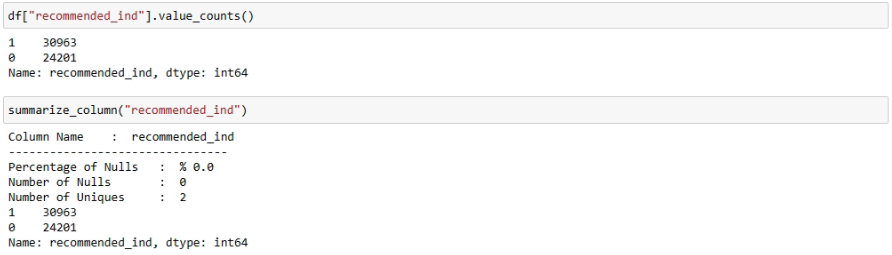 df["recommended_ind"].value_counts()
1    30963
0    24201
Name: recommended_ind, dtype: int64
summarize_column("recommended_ind")
Column Name    :  recommended_ind
--------------------------------
Percentage of Nulls   :  % 0.0
Number of Nulls       :  0
Number of Uniques     :  2
1    30963
0    24201
Name: recommended_ind, dtype: int64